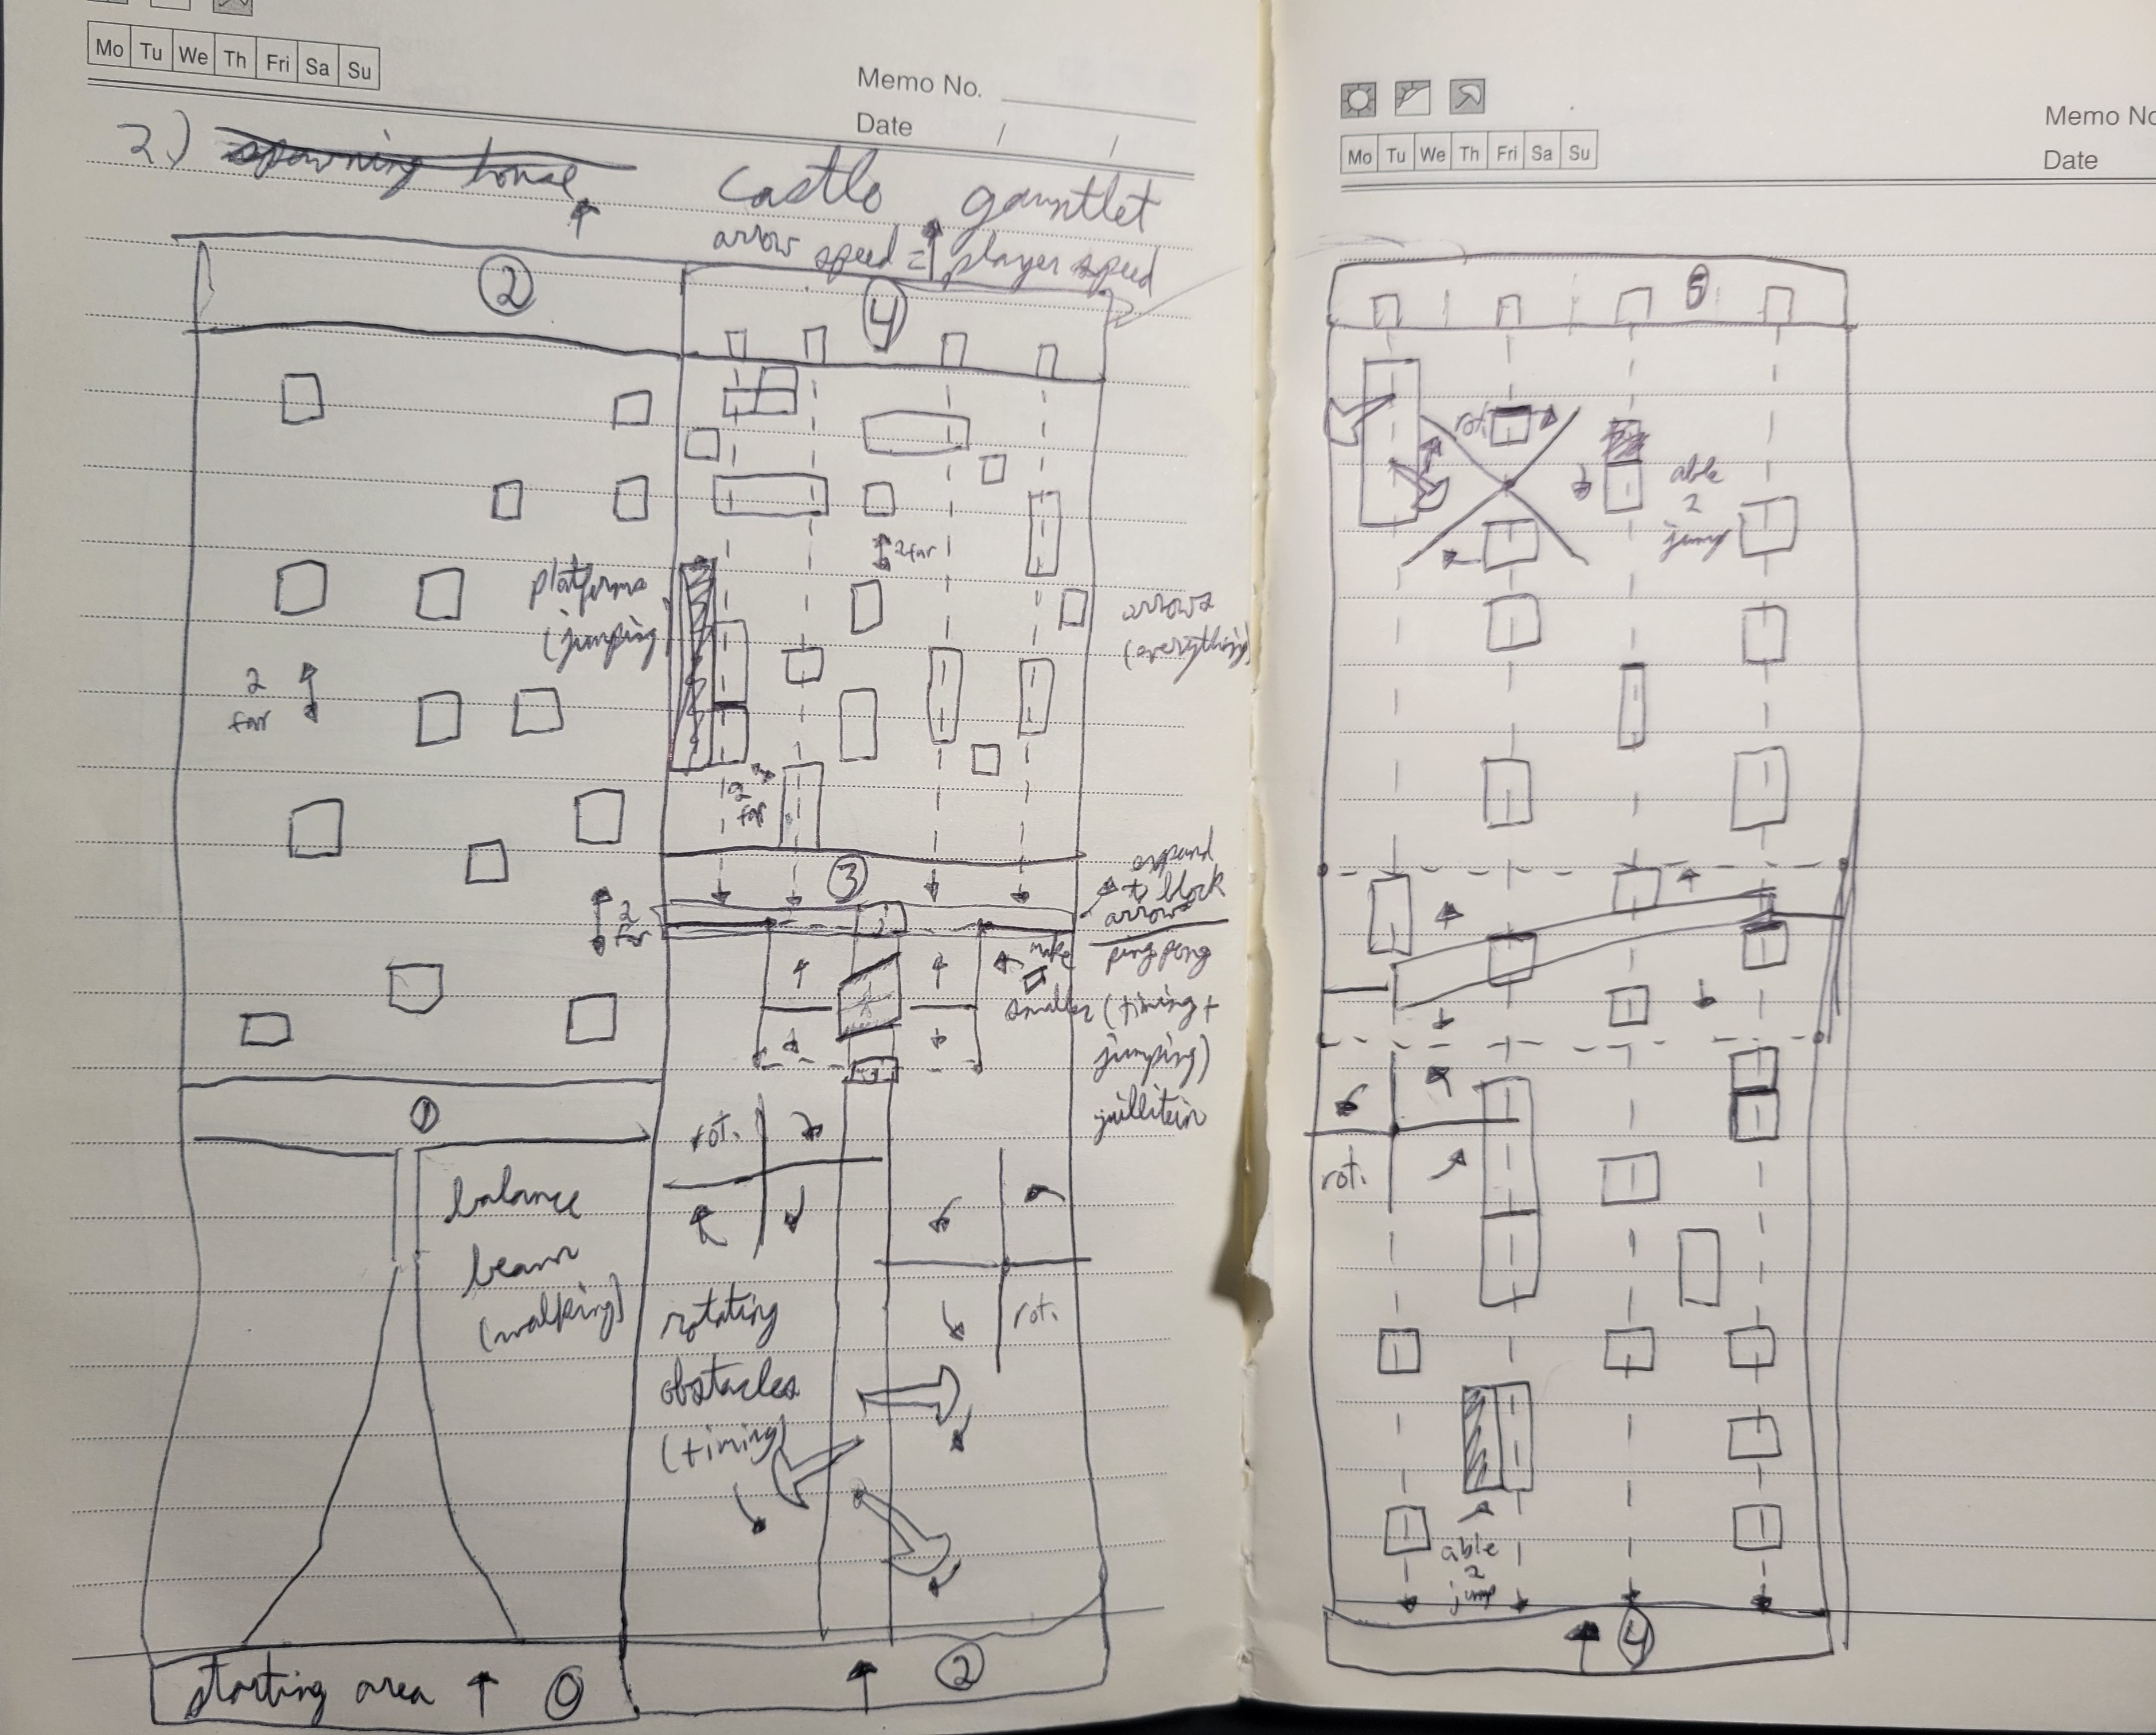 Mo Tu We Th Fri Sa Su
Memo No.
Date / /
2) spawning house
castle gauntlet
arrow speed = player speed
2
4
platforms
(jumping)
2 far
2
far
2
far
2
far
arrows
(everything)
3
expand
to block
arrows
make
smaller
ping pong
(timing +
jumping)
1
rot.
balance
beam
(walking)
rotating
obstacles
(timing)
rot.
starting area 0
2
Mo Tu We Th Fri Sa Su
Memo No
Date
5
rot.
able
2
jump
rot.
able
2
jump
4